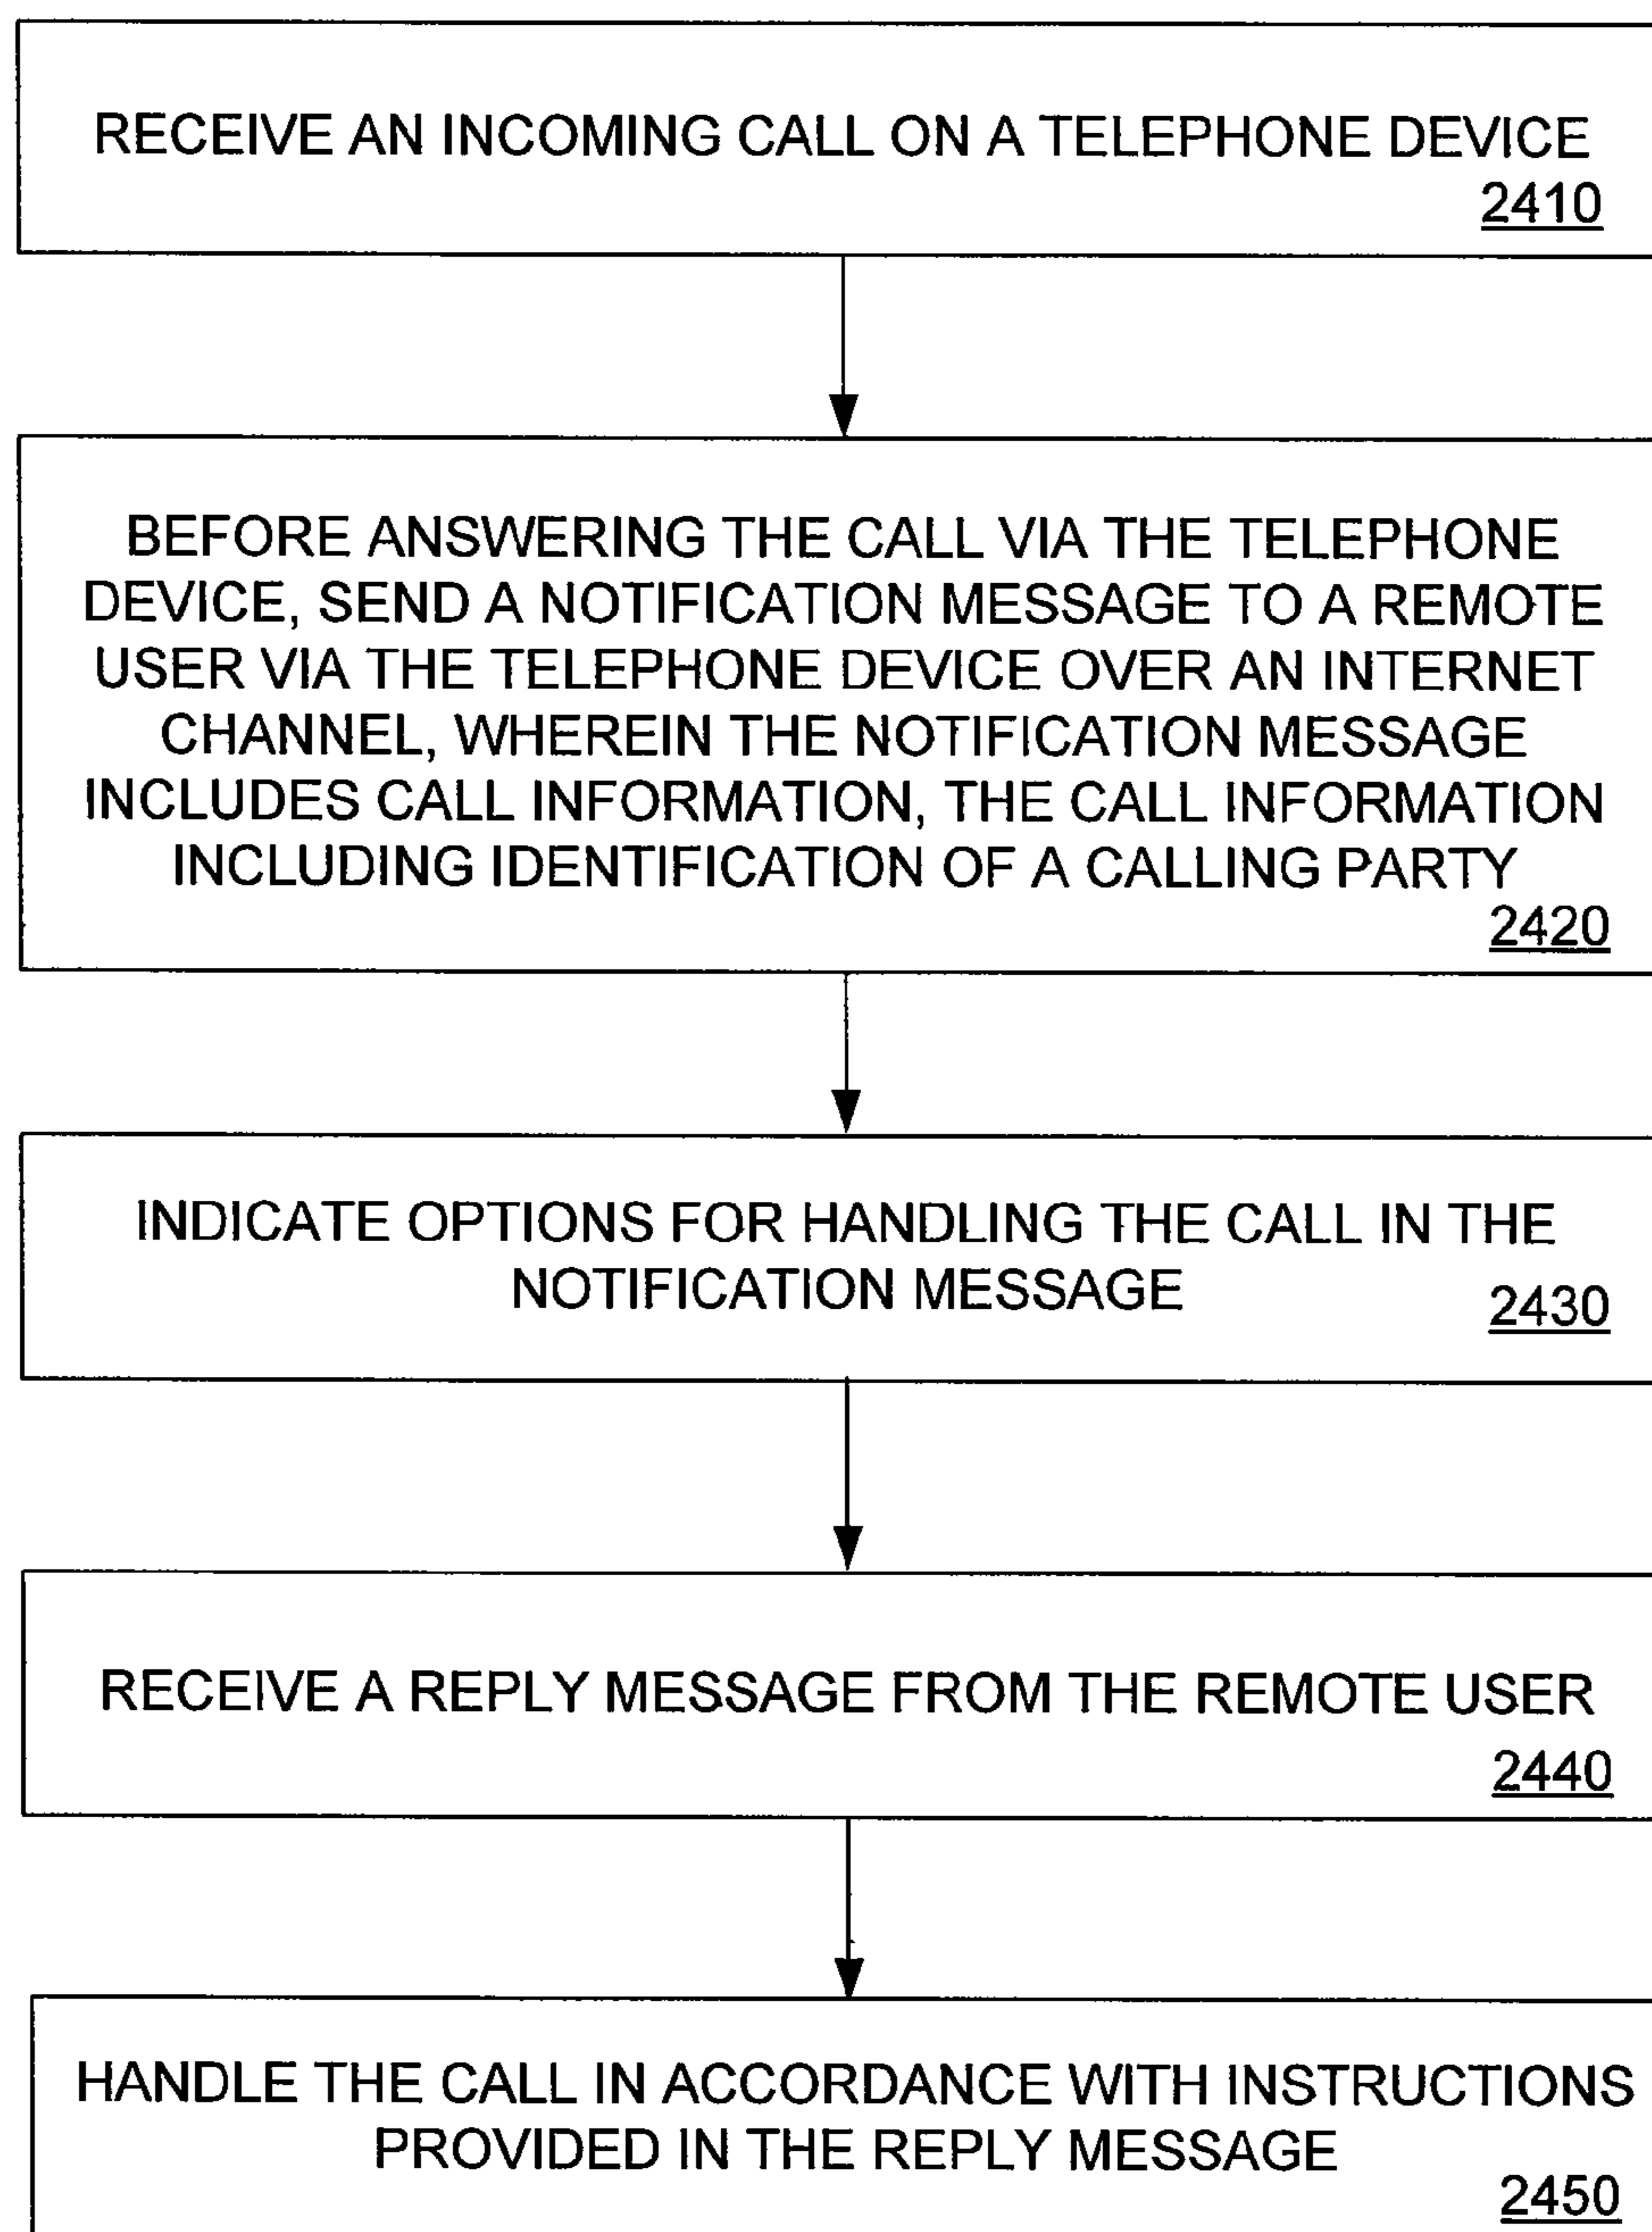 RECEIVE AN INCOMING CALL ON A TELEPHONE DEVICE
2410
BEFORE ANSWERING THE CALL VIA THE TELEPHONE
DEVICE, SEND A NOTIFICATION MESSAGE TO A REMOTE
USER VIA THE TELEPHONE DEVICE OVER AN INTERNET
CHANNEL, WHEREIN THE NOTIFICATION MESSAGE
INCLUDES CALL INFORMATION, THE CALL INFORMATION
INCLUDING IDENTIFICATION OF A CALLING PARTY
2420
INDICATE OPTIONS FOR HANDLING THE CALL IN THE
NOTIFICATION MESSAGE
2430
RECEIVE A REPLY MESSAGE FROM THE REMOTE USER
2440
HANDLE THE CALL IN ACCORDANCE WITH INSTRUCTIONS
PROVIDED IN THE REPLY MESSAGE
2450